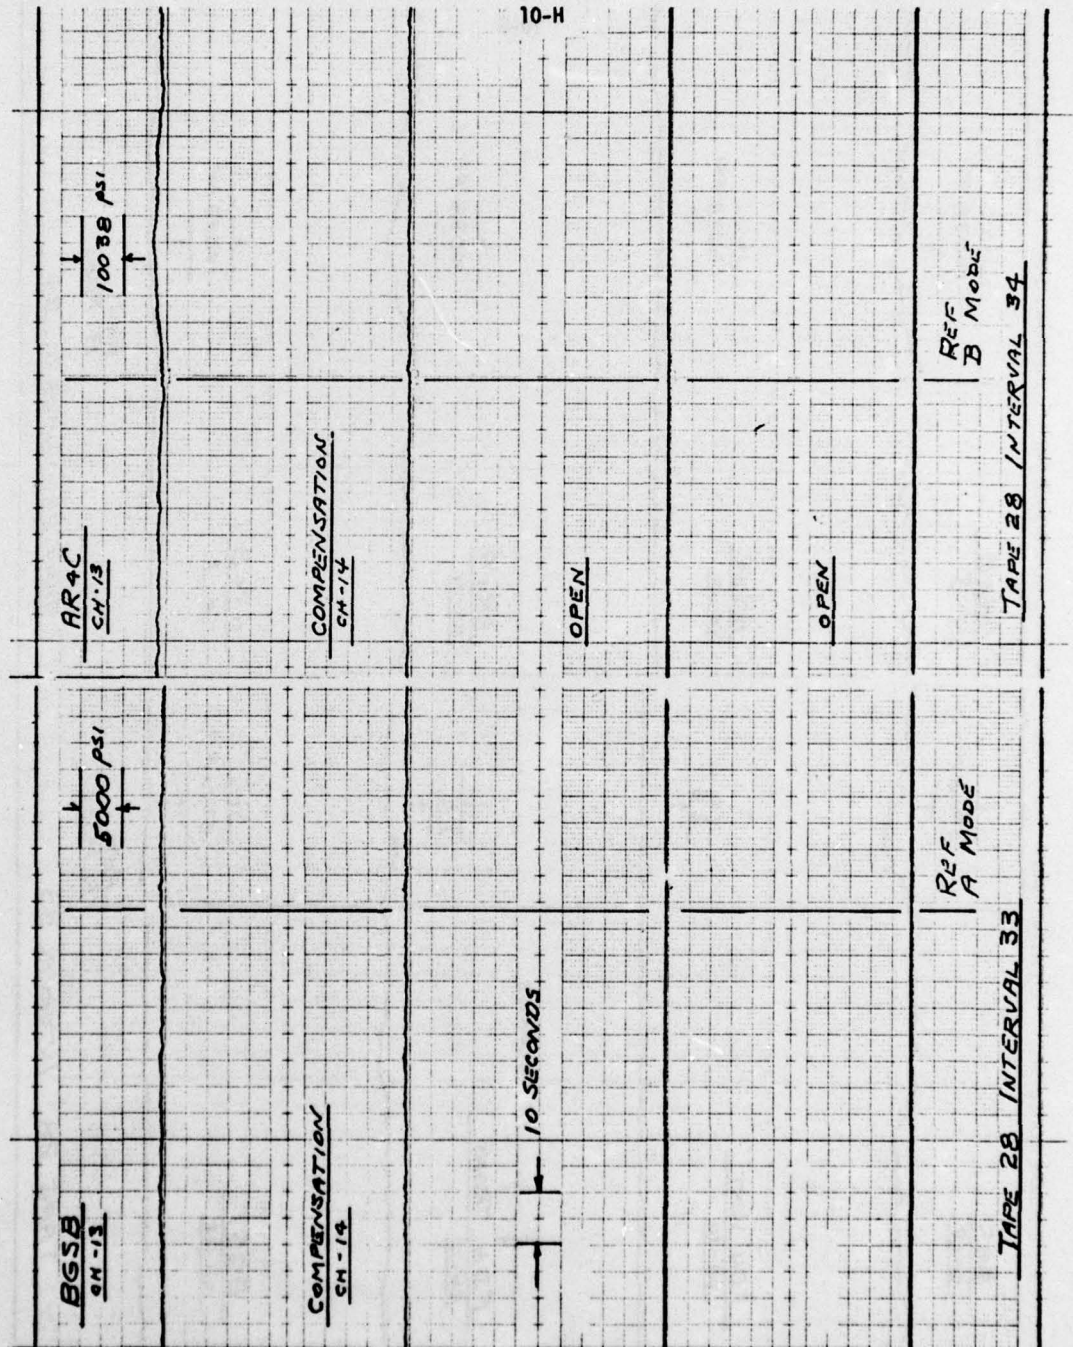 10-H
BGSB
CH-13
5000 PSI
COMPENSATION
CH-14
10 SECONDS
REF
A MODE
TAPE 28 INTERVAL 33
AR4C
CH-13
10038 PSI
COMPENSATION
CH-14
OPEN
OPEN
REF
B MODE
TAPE 28 INTERVAL 34